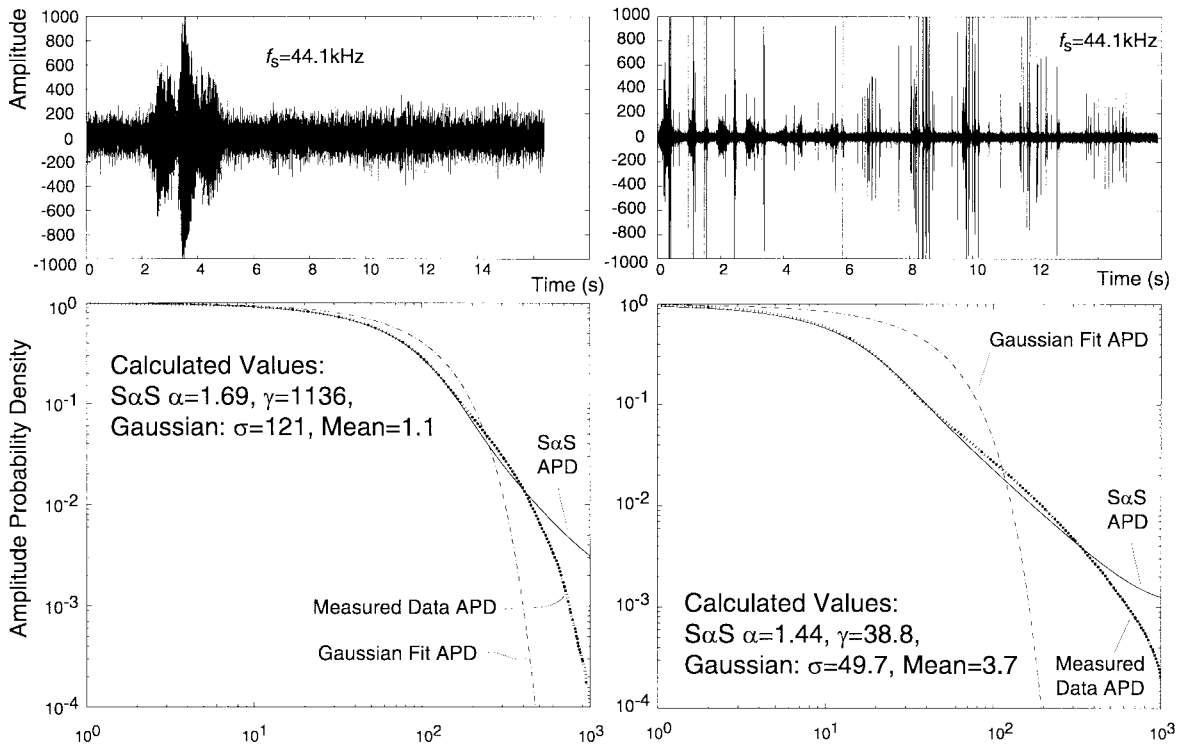 Amplitude
1000
800
600
400
200
0
200
-400
-600
-800
-1000
fs=44.1kHz
0 2 4 6 8 10 12 14
Time (s)
1000
800
600
400
200
0
-200
-400
-600
-800
-1000
fs=44.1kHz
0 2 4 6 8 10 12
Time (s)
Amplitude Probability Density
10^0
10^-1
10^-2
10^-3
10^-4
Calculated Values:
SαS α=1.69, γ=1136,
Gaussian: σ=121, Mean=1.1
SαS
APD
Measured Data APD
Gaussian Fit APD
10^0 10^1 10^2 10^3
10^0
10^-1
10^-2
10^-3
10^-4
Gaussian Fit APD
SαS
APD
Calculated Values:
SαS α=1.44, γ=38.8,
Gaussian: σ=49.7, Mean=3.7
Measured
Data APD
10^0 10^1 10^2 10^3